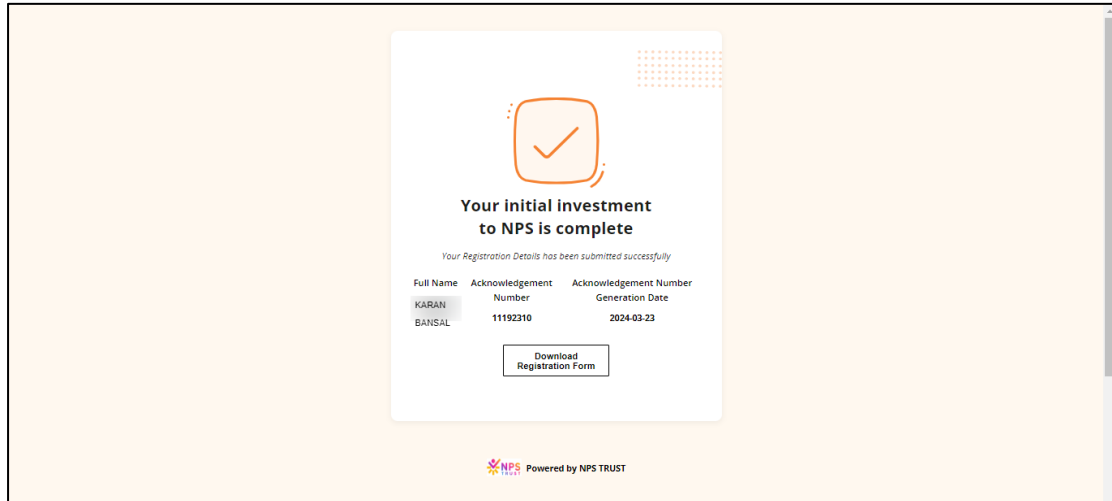 Your initial investment
to NPS is complete
Your Registration Details has been submitted successfully
Full Name
KARAN
BANSAL
Acknowledgement
Number
11192310
Acknowledgement Number
Generation Date
2024-03-23
Download
Registration Form
NPS
TRUST
Powered by NPS TRUST